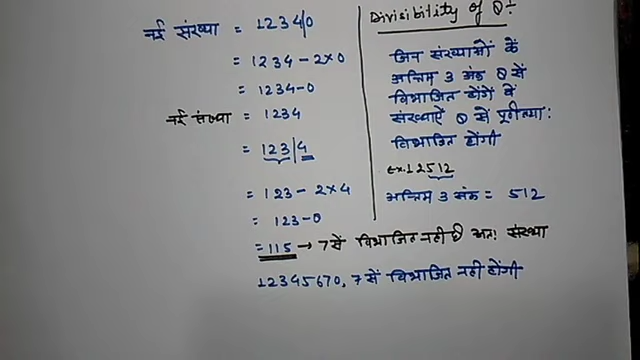 नई संख्या = 1234|0
= 1234 - 2×0
= 1234-0
नई संख्या = 1234
= 123|4
= 123 - 2×4
= 123-0
= 115 → 7 से विभाजित नही है अतः संख्या
12345670, 7 से विभाजित नही होंगी
Divisibility of 8÷
जिन संख्याओं के
अन्तिम 3 अंक 8 से
विभाजित होंगे वे
संख्याऐं 8 से पूर्णतया:
विभाजित होंगी
ex. 12512
अन्तिम 3 अंक = 512